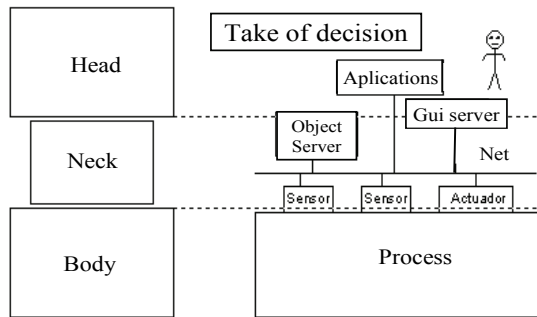 Take of decision
Head
Aplications
Gui server
Object
Server
Neck
Net
Sensor
Sensor
Actuador
Body
Process